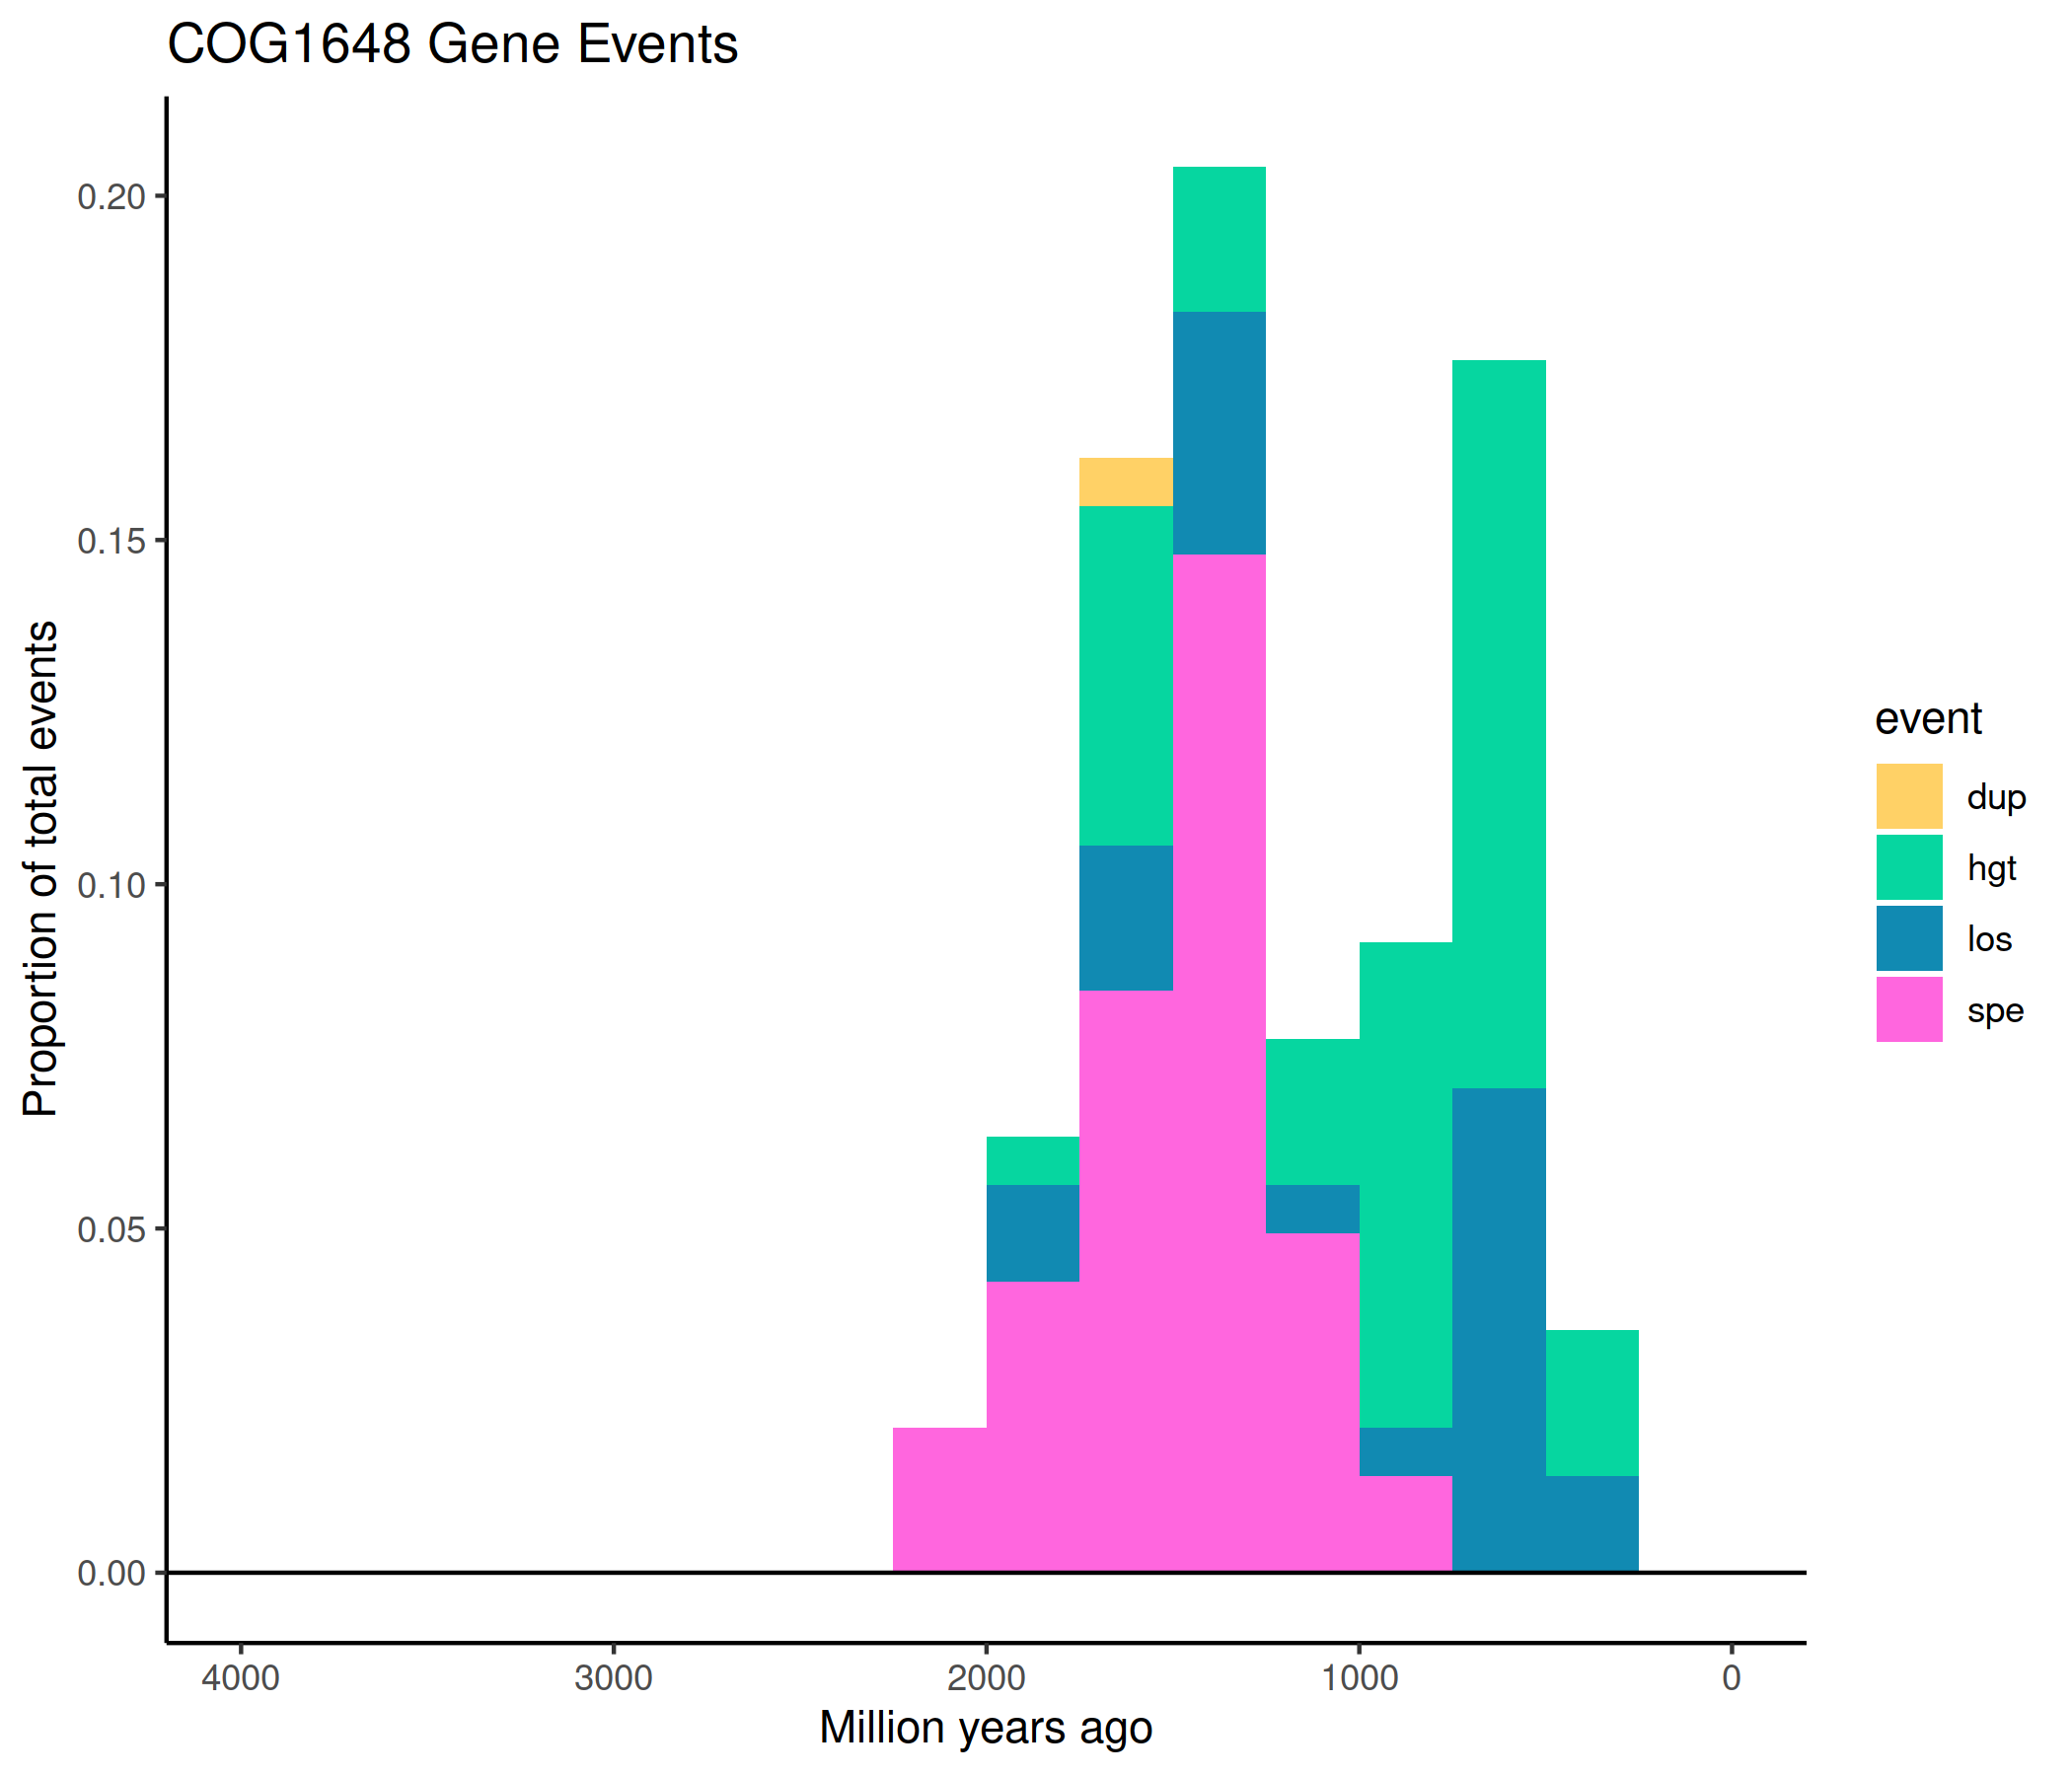 COG1648 Gene Events
Proportion of total events
0.20
0.15
0.10
0.05
0.00
4000 3000 2000 1000 0
Million years ago
event
dup
hgt
los
spe